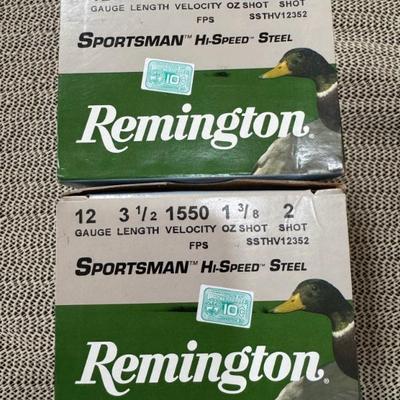 GAUGE LENGTH VELOCITY OZ SHOT SHOT
FPS SSTHV12352
SPORTSMAN™ HI-SPEED™ STEEL
10¢
Remington®
12 3 1/2 1550 1 3/8 2
GAUGE LENGTH VELOCITY OZ SHOT SHOT
FPS SSTHV12352
SPORTSMAN™ HI-SPEED™ STEEL
10¢
Remington®